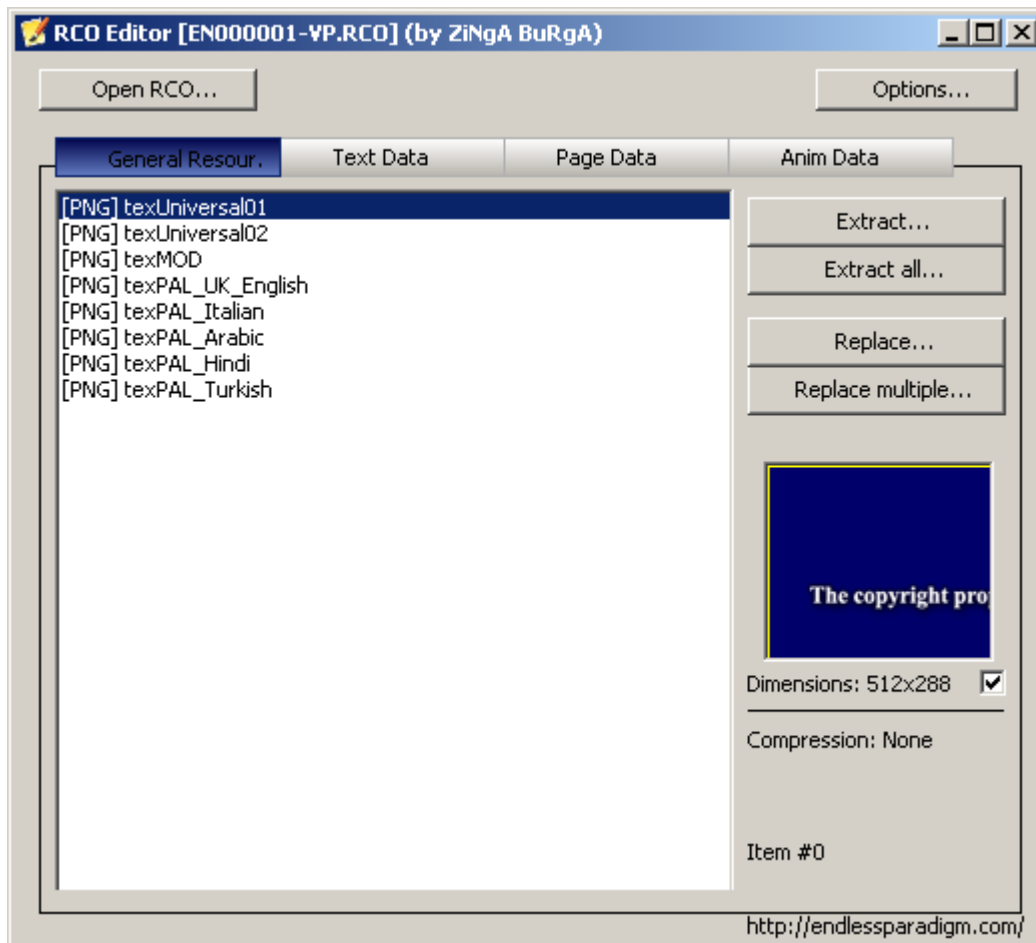 RCO Editor [EN000001-VP.RCO] (by ZiNgA BuRgA)
Open RCO...
Options...
General Resour.
Text Data
Page Data
Anim Data
[PNG] texUniversal01
[PNG] texUniversal02
[PNG] texMOD
[PNG] texPAL_UK_English
[PNG] texPAL_Italian
[PNG] texPAL_Arabic
[PNG] texPAL_Hindi
[PNG] texPAL_Turkish
Extract...
Extract all...
Replace...
Replace multiple...
The copyright pro
Dimensions: 512x288
Compression: None
Item #0
http://endlessparadigm.com/